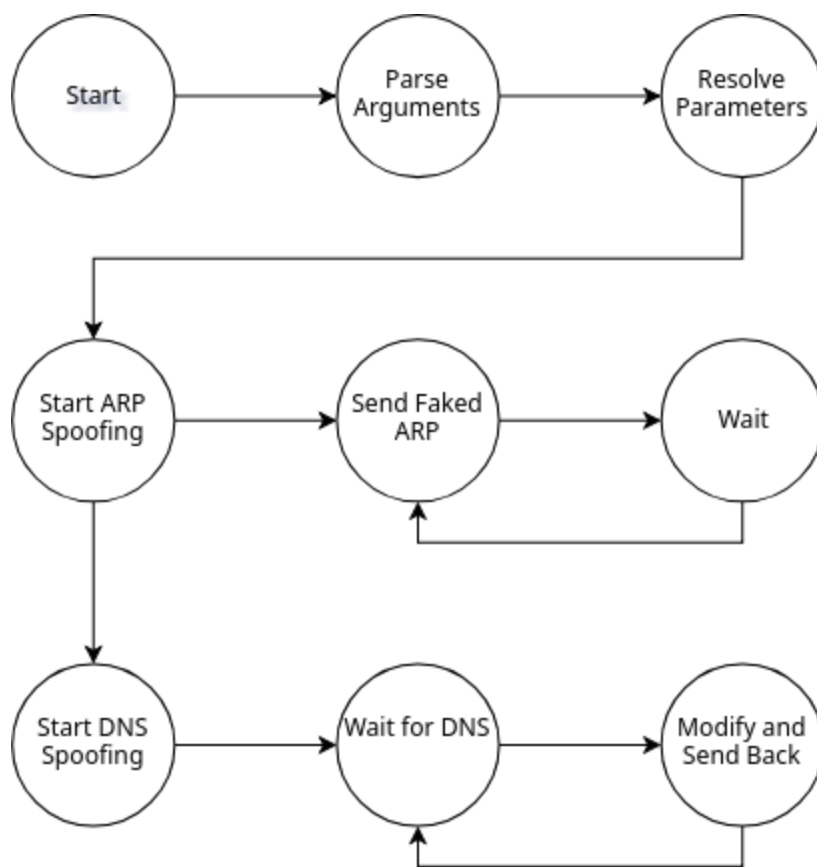 Start
Parse
Arguments
Resolve
Parameters
Start ARP
Spoofing
Send Faked
ARP
Wait
Start DNS
Spoofing
Wait for DNS
Modify and
Send Back